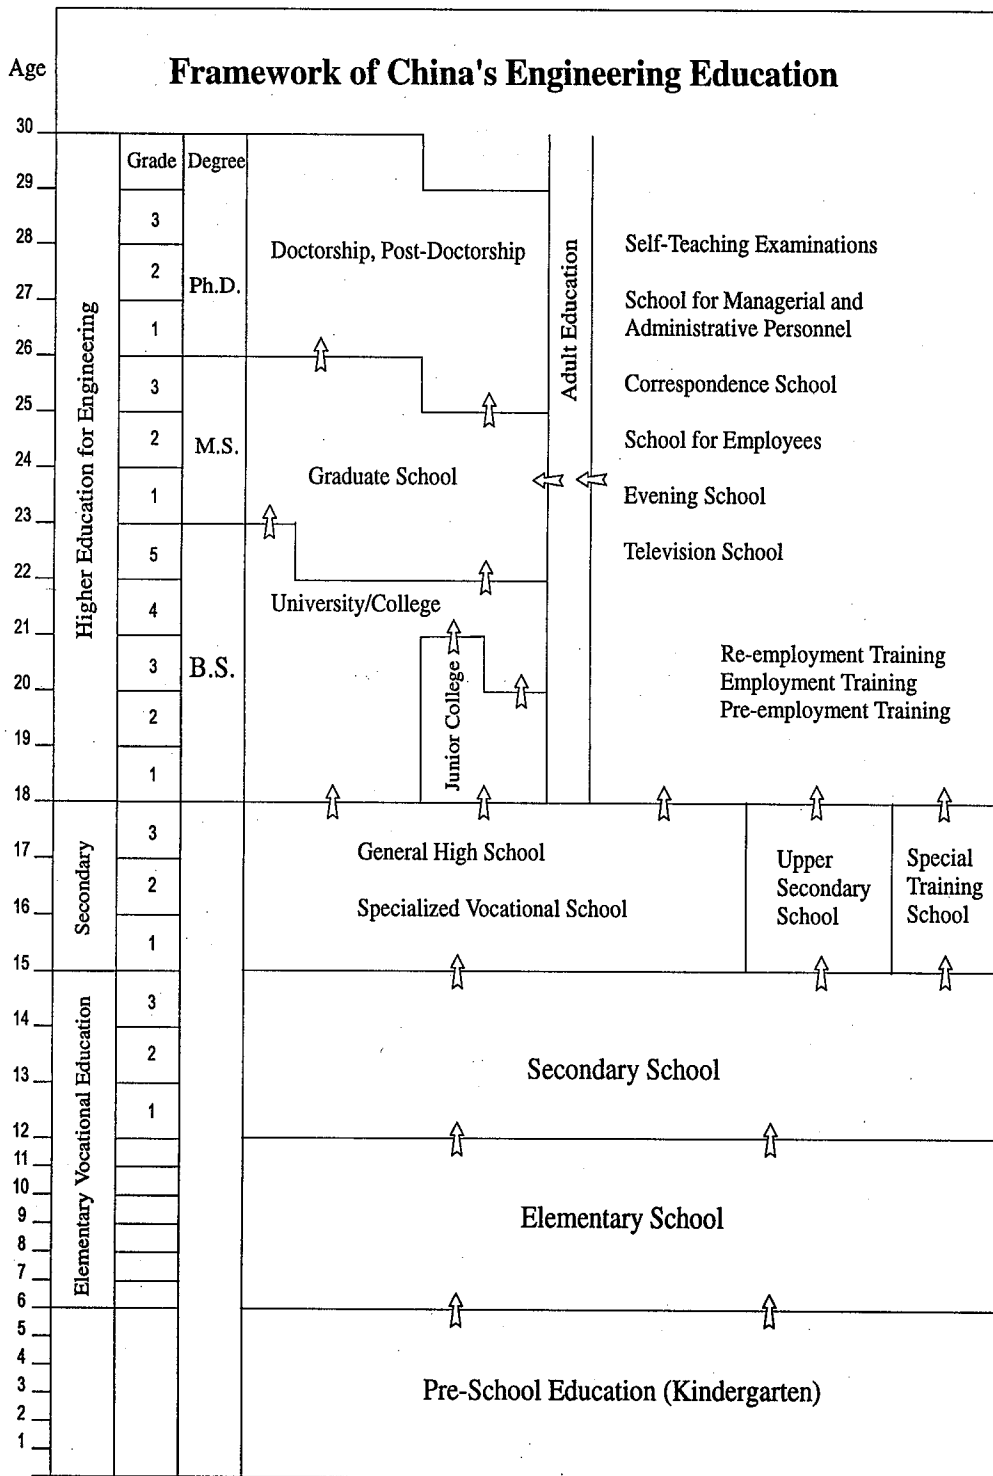 Framework of China's Engineering Education
Age
30
29
28
27
26
25
24
23
22
21
20
19
18
17
16
15
14
13
12
11
10
9
8
7
6
5
4
3
2
1
Higher Education for Engineering
Secondary
Elementary Vocational Education
Grade
3
2
1
3
2
1
5
4
3
2
1
3
2
1
3
2
1
Degree
Ph.D.
M.S.
B.S.
Doctorship, Post-Doctorship
Graduate School
University/College
Junior College
Adult Education
Self-Teaching Examinations
School for Managerial and
Administrative Personnel
Correspondence School
School for Employees
Evening School
Television School
Re-employment Training
Employment Training
Pre-employment Training
General High School
Specialized Vocational School
Upper
Secondary
School
Special
Training
School
Secondary School
Elementary School
Pre-School Education (Kindergarten)